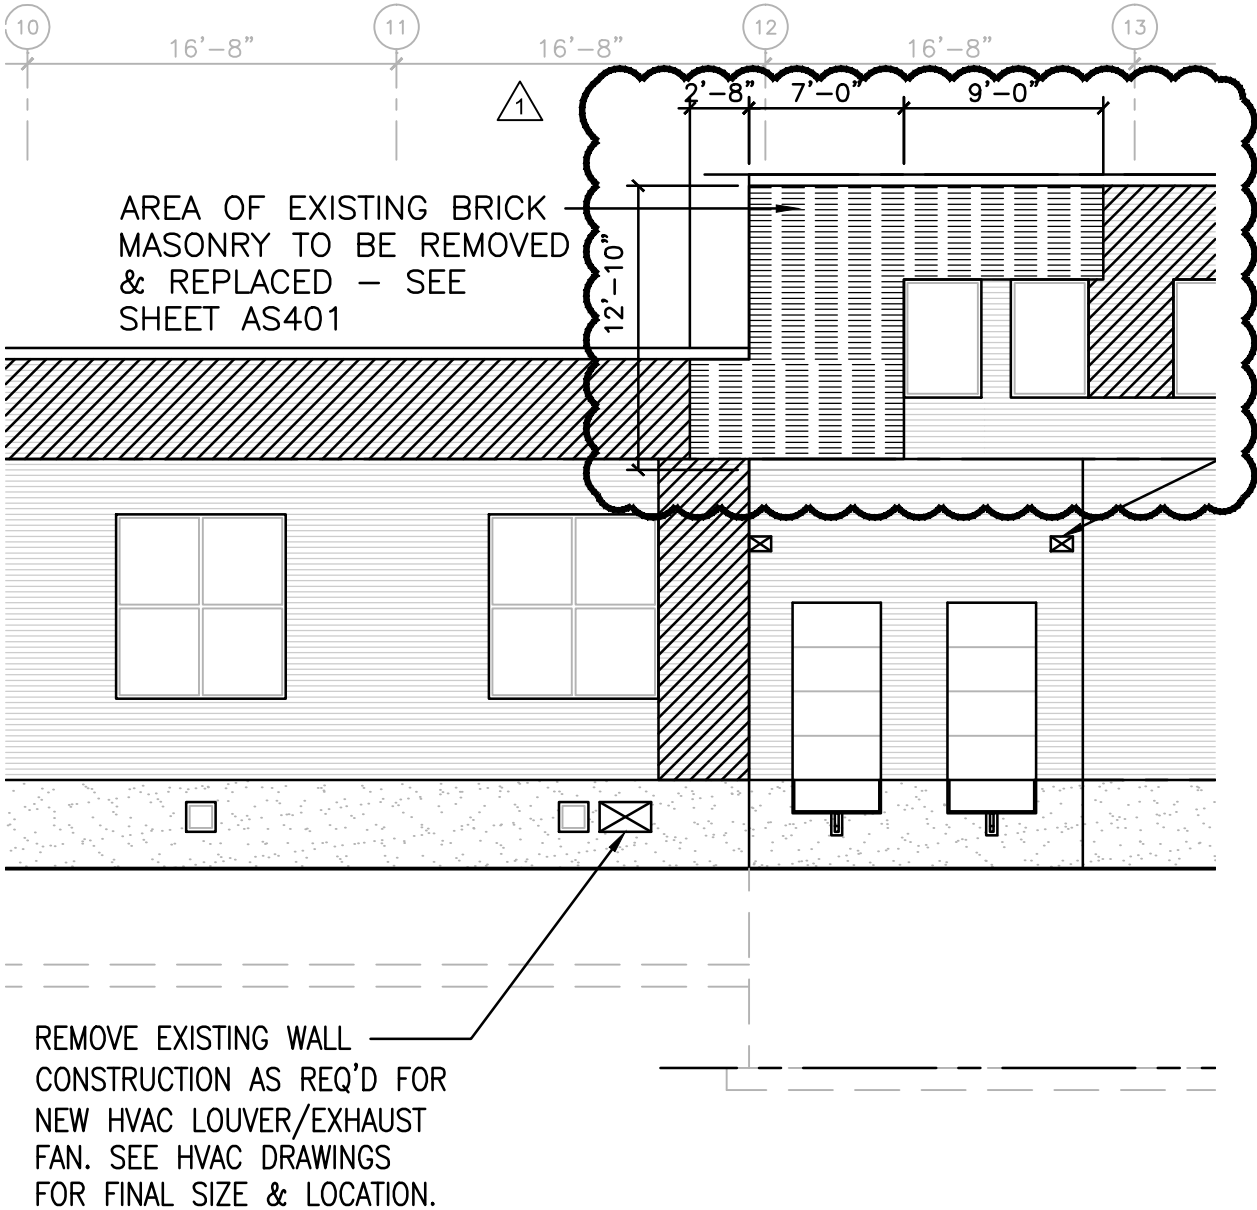 10
11
12
13
16'-8"
16'-8"
16'-8"
1
2'-8"
7'-0"
9'-0"
12'-10"
AREA OF EXISTING BRICK
MASONRY TO BE REMOVED
& REPLACED – SEE
SHEET AS401
REMOVE EXISTING WALL
CONSTRUCTION AS REQ'D FOR
NEW HVAC LOUVER/EXHAUST
FAN. SEE HVAC DRAWINGS
FOR FINAL SIZE & LOCATION.